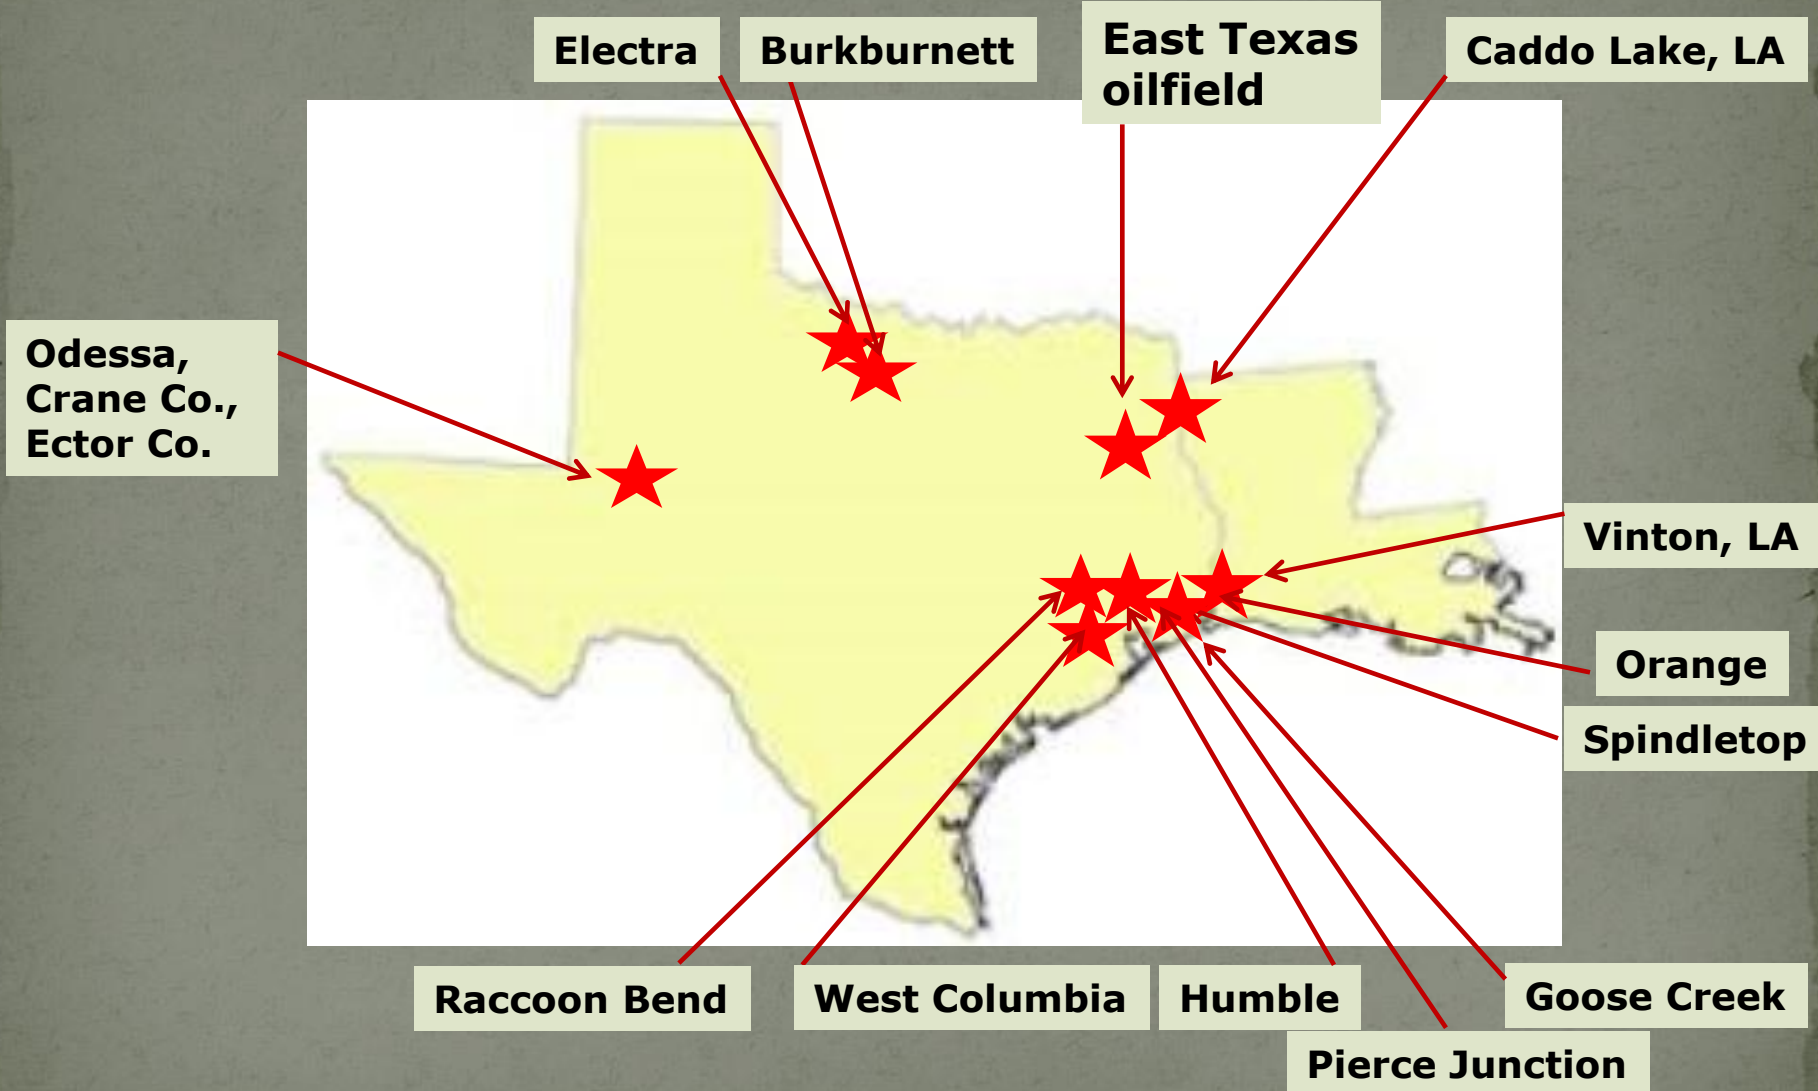 Electra
Burkburnett
East Texas
oilfield
Caddo Lake, LA
Odessa,
Crane Co.,
Ector Co.
Vinton, LA
Orange
Spindletop
Raccoon Bend
West Columbia
Humble
Goose Creek
Pierce Junction